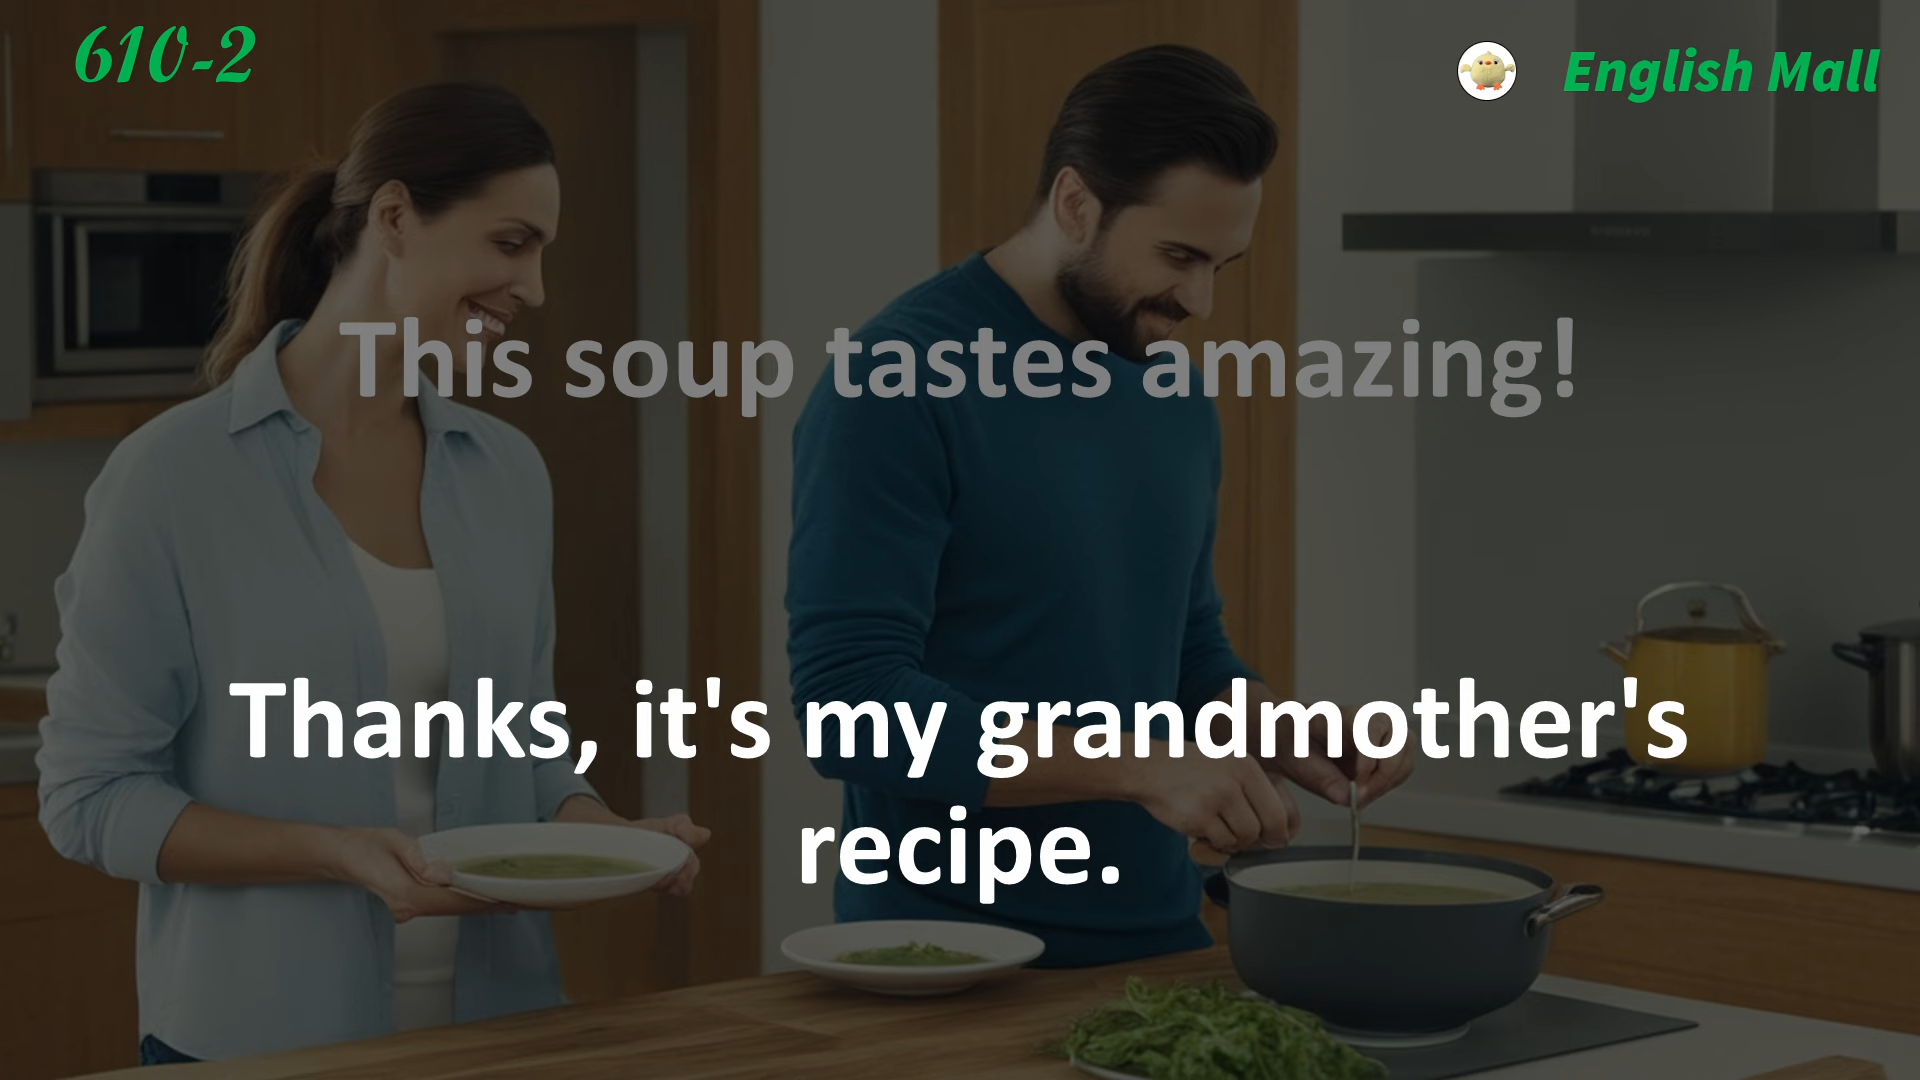 610-2
English Mall
This soup tastes amazing!
Thanks, it's my grandmother's
recipe.